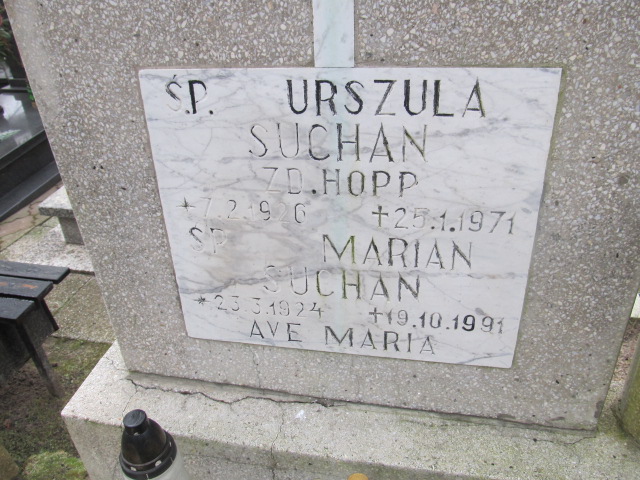 Ś.P. URSZULA
SUCHAN
ZD. HOPP
*7.2.1926 +25.1.1971
ŚP MARIAN
SUCHAN
*23.3.1924 +19.10.1991
AVE MARIA